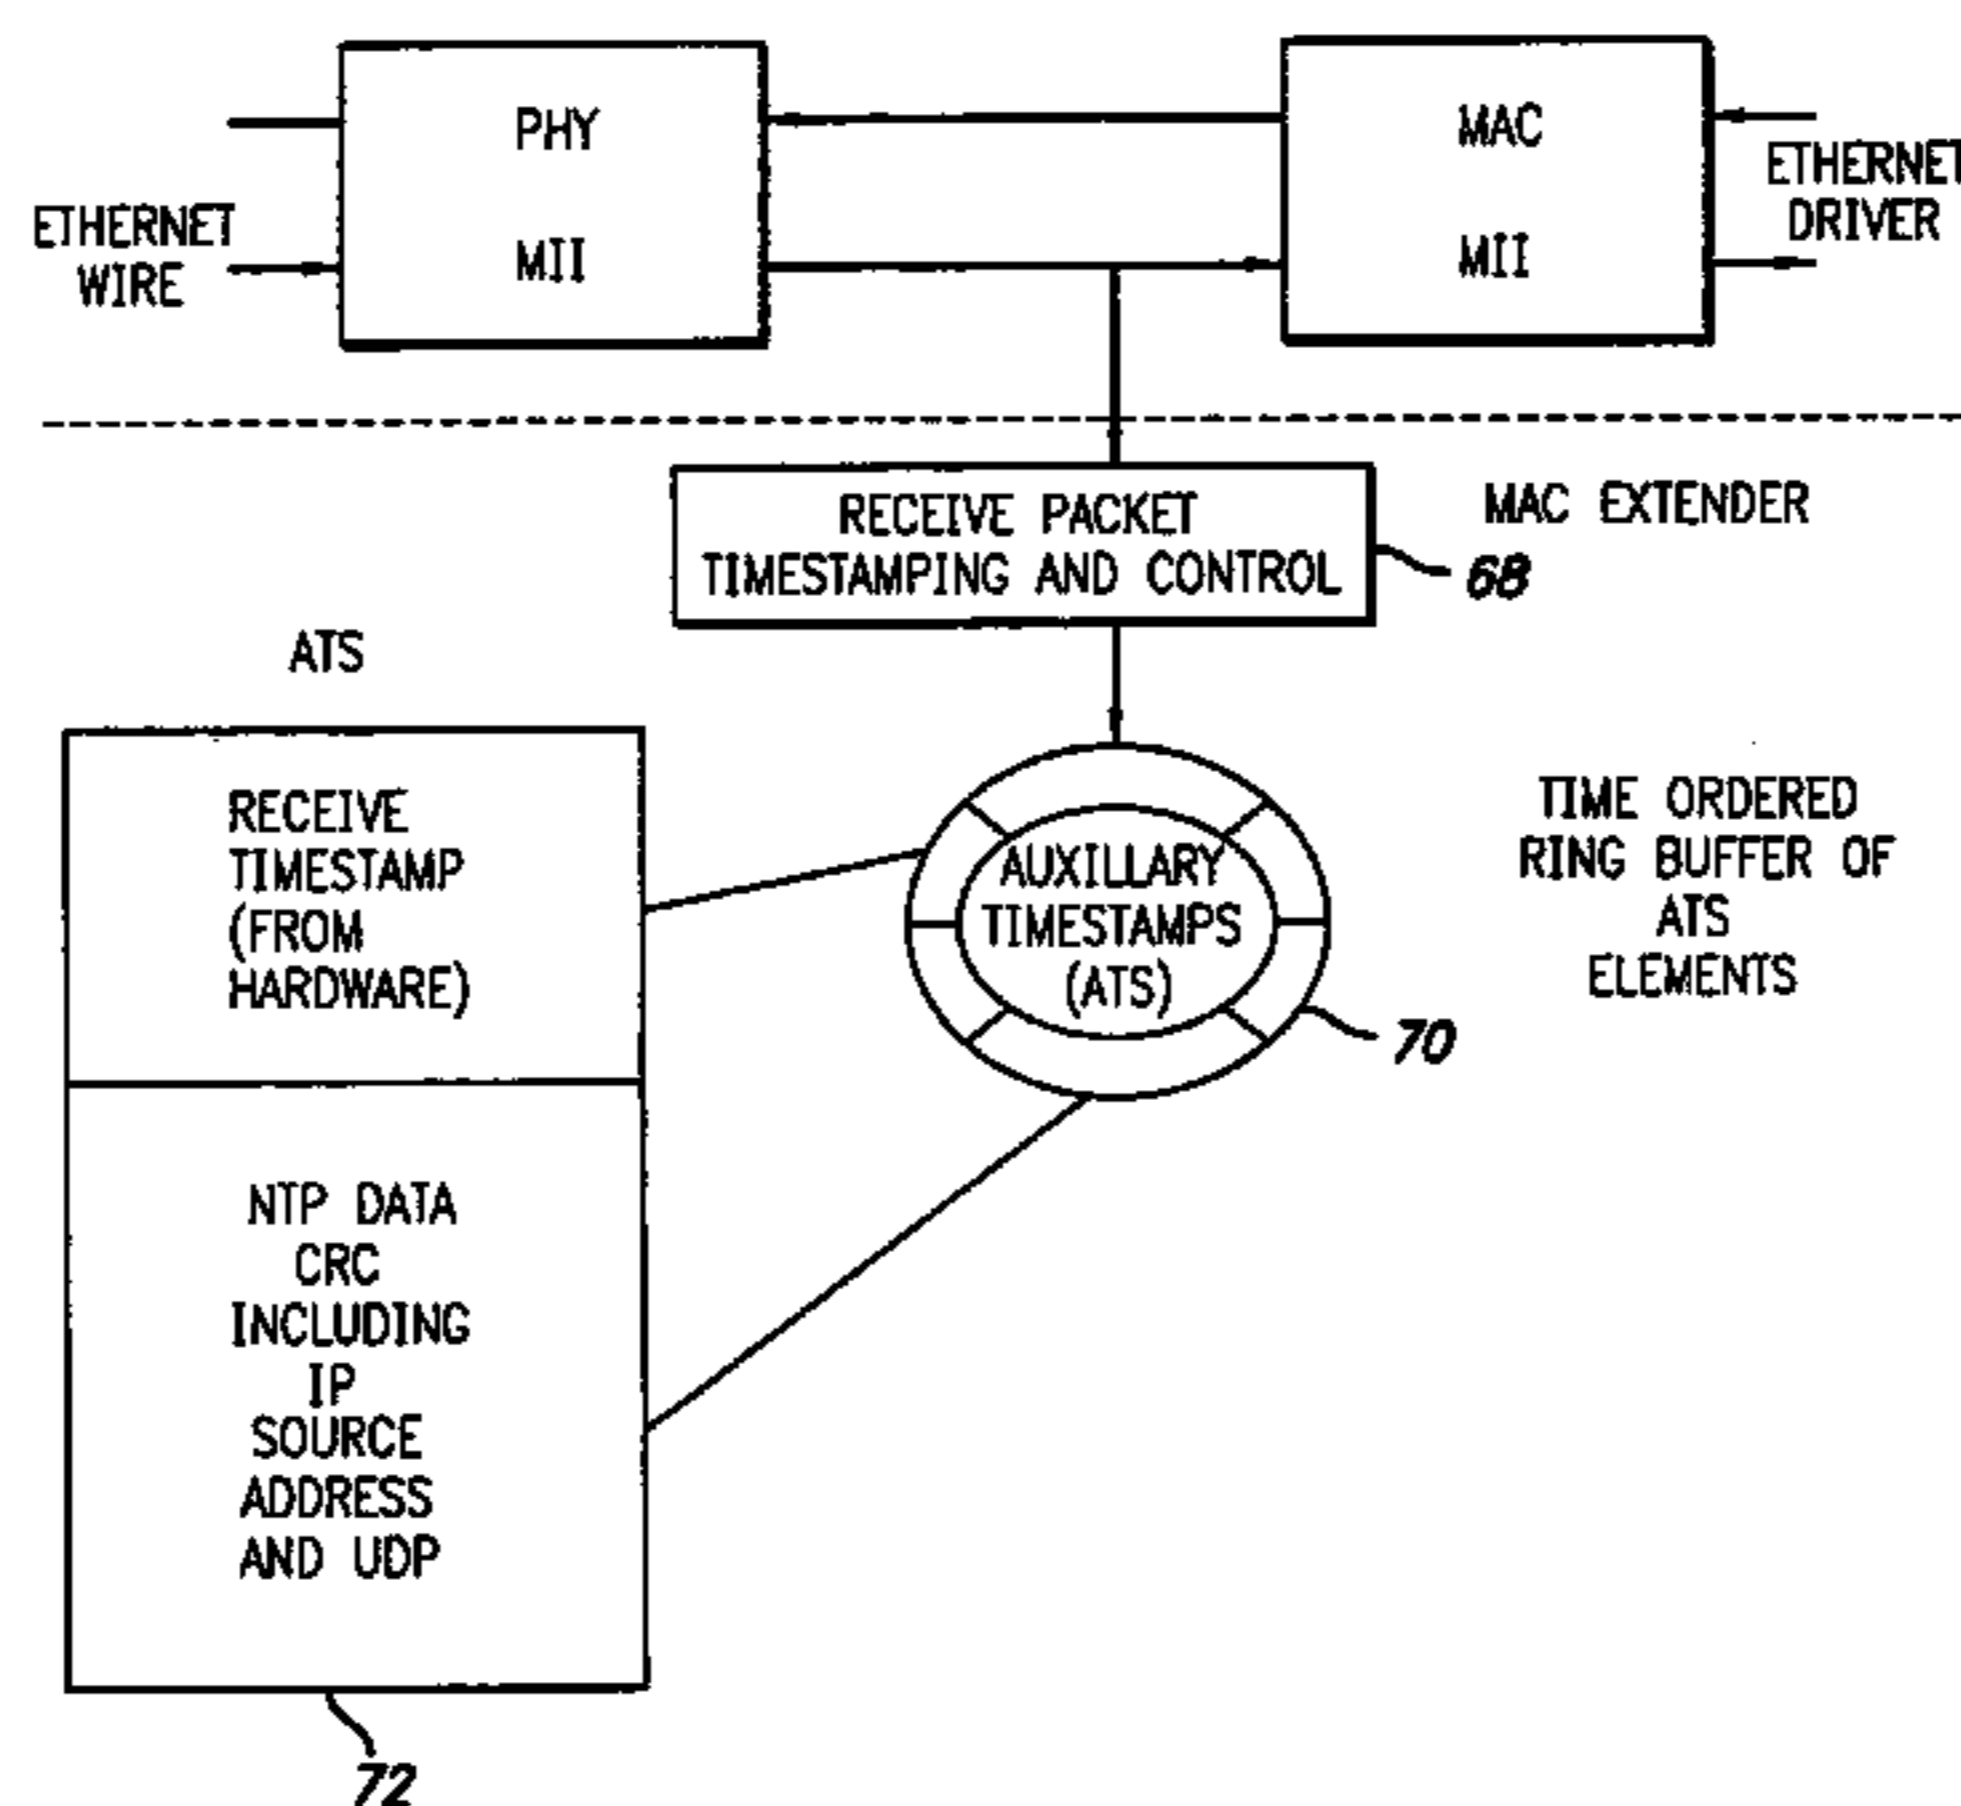 PHY
MII
MAC
MII
ETHERNET
WIRE
ETHERNET
DRIVER
RECEIVE PACKET
TIMESTAMPING AND CONTROL
MAC EXTENDER
68
ATS
RECEIVE
TIMESTAMP
(FROM
HARDWARE)
AUXILLARY
TIMESTAMPS
(ATS)
TIME ORDERED
RING BUFFER OF
ATS
ELEMENTS
70
NTP DATA
CRC
INCLUDING
IP
SOURCE
ADDRESS
AND UDP
72